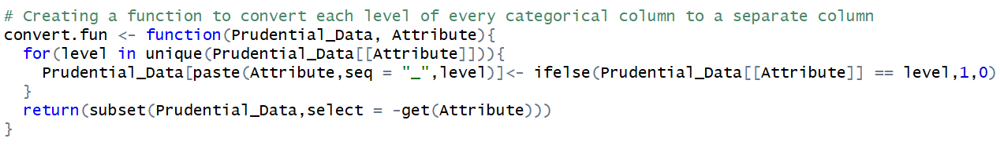 # Creating a function to convert each level of every categorical column to a separate column
convert.fun <- function(Prudential_Data, Attribute){
  for(level in unique(Prudential_Data[[Attribute]])){
    Prudential_Data[paste(Attribute,seq = "_",level)]<- ifelse(Prudential_Data[[Attribute]] == level,1,0)
  }
  return(subset(Prudential_Data,select = -get(Attribute)))
}